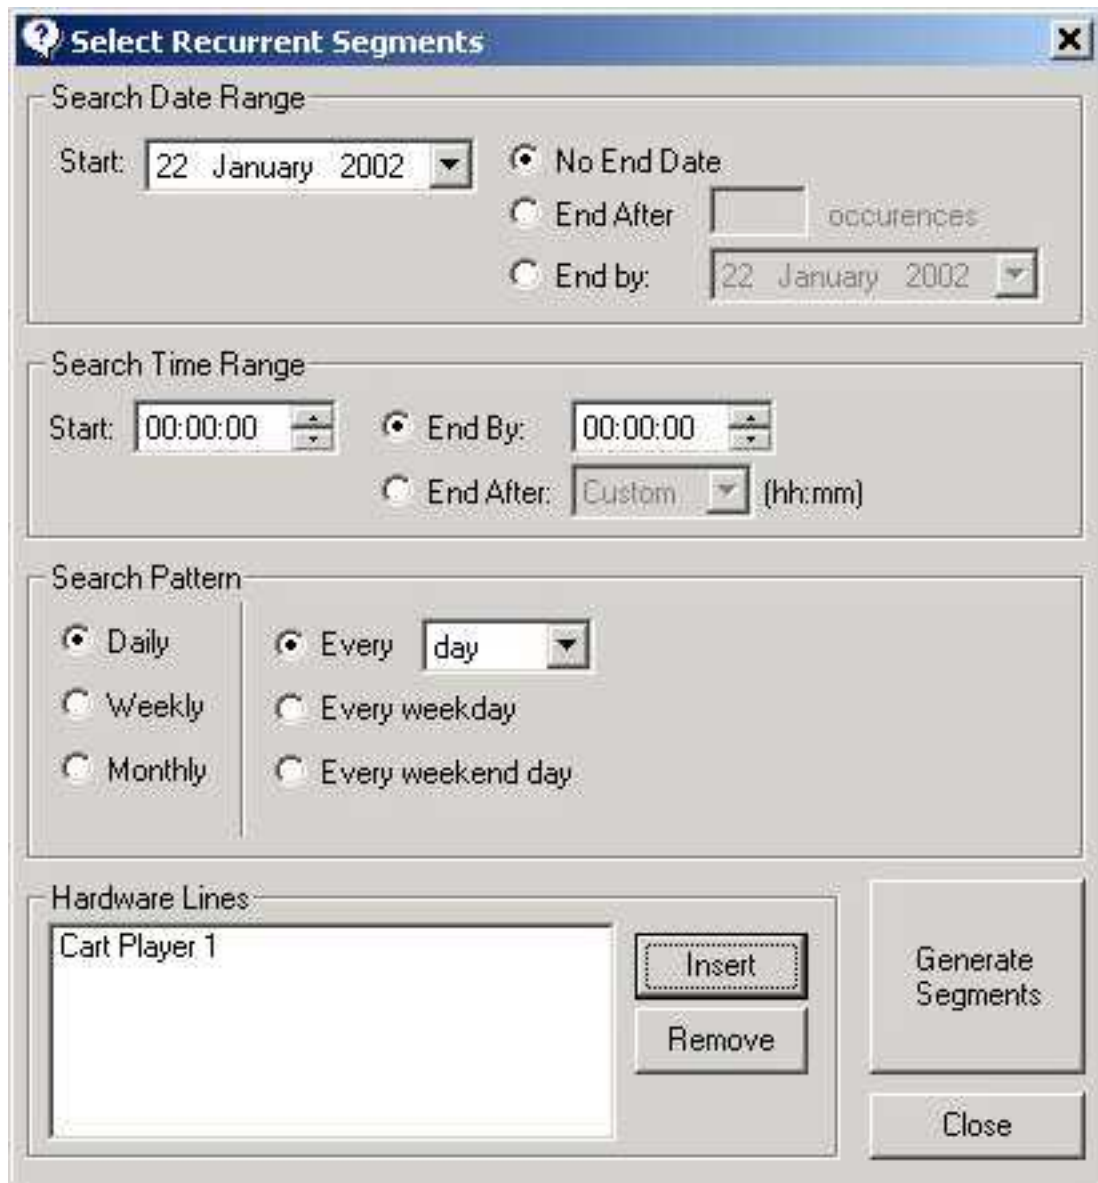 Select Recurrent Segments
Search Date Range
Start: 22 January 2002
No End Date
End After occurences
End by: 22 January 2002
Search Time Range
Start: 00:00:00
End By: 00:00:00
End After: Custom (hh:mm)
Search Pattern
Daily
Weekly
Monthly
Every day
Every weekday
Every weekend day
Hardware Lines
Cart Player 1
Insert
Remove
Generate
Segments
Close